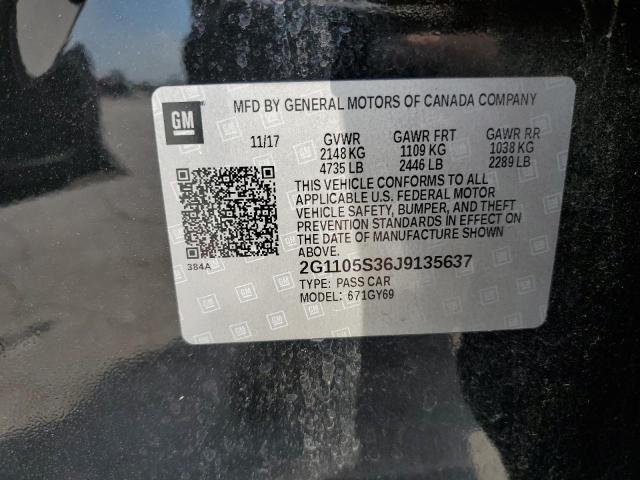 GM
MFD BY GENERAL MOTORS OF CANADA COMPANY
11/17 GVWR GAWR FRT GAWR RR
2148 KG 1109 KG 1038 KG
4735 LB 2446 LB 2289 LB
THIS VEHICLE CONFORMS TO ALL
APPLICABLE U.S. FEDERAL MOTOR
VEHICLE SAFETY, BUMPER, AND THEFT
PREVENTION STANDARDS IN EFFECT ON
THE DATE OF MANUFACTURE SHOWN
ABOVE.
384A
2G1105S36J9135637
TYPE: PASS CAR
MODEL: 671GY69